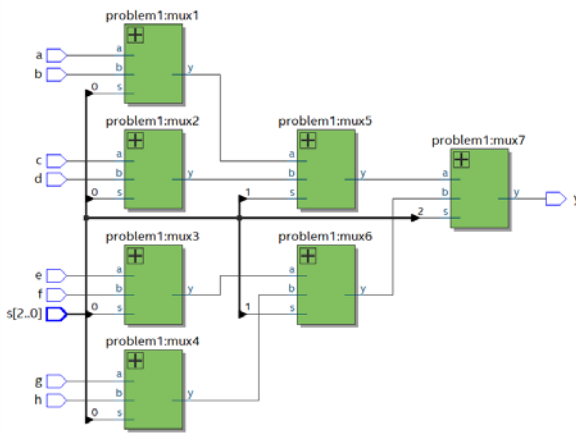 problem1:mux1
a
a
b
b
y
0
s
problem1:mux2
problem1:mux5
problem1:mux7
c
a
a
d
b
y
b
y
a
0
s
1
s
b
y
y
2
s
problem1:mux3
problem1:mux6
e
a
a
f
b
y
b
y
s[2..0]
0
s
1
s
problem1:mux4
g
a
h
b
y
0
s